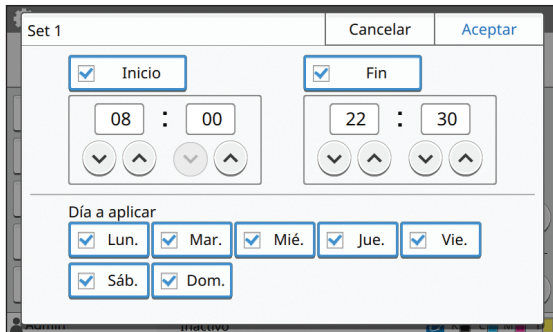 Set 1
Cancelar
Aceptar
Inicio
Fin
08 : 00
22 : 30
Día a aplicar
Lun.
Mar.
Mié.
Jue.
Vie.
Sáb.
Dom.
Admin
Inactivo